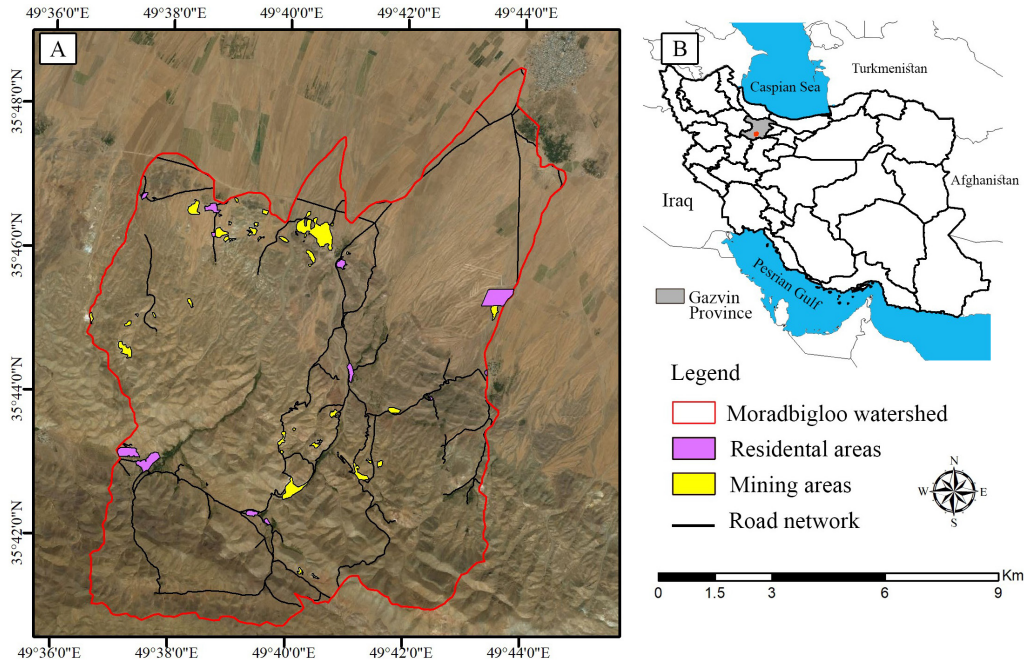 49°36'0"E 49°38'0"E 49°40'0"E 49°42'0"E 49°44'0"E
A
35°48'0"N
35°46'0"N
35°44'0"N
35°42'0"N
49°36'0"E 49°38'0"E 49°40'0"E 49°42'0"E 49°44'0"E
B
Turkmenistan
Caspian Sea
Afghanistan
Iraq
Pesrian Gulf
Gazvin
Province
Legend
Moradbigloo watershed
Residental areas
Mining areas
Road network
N
W E
S
Km
0 1.5 3 6 9